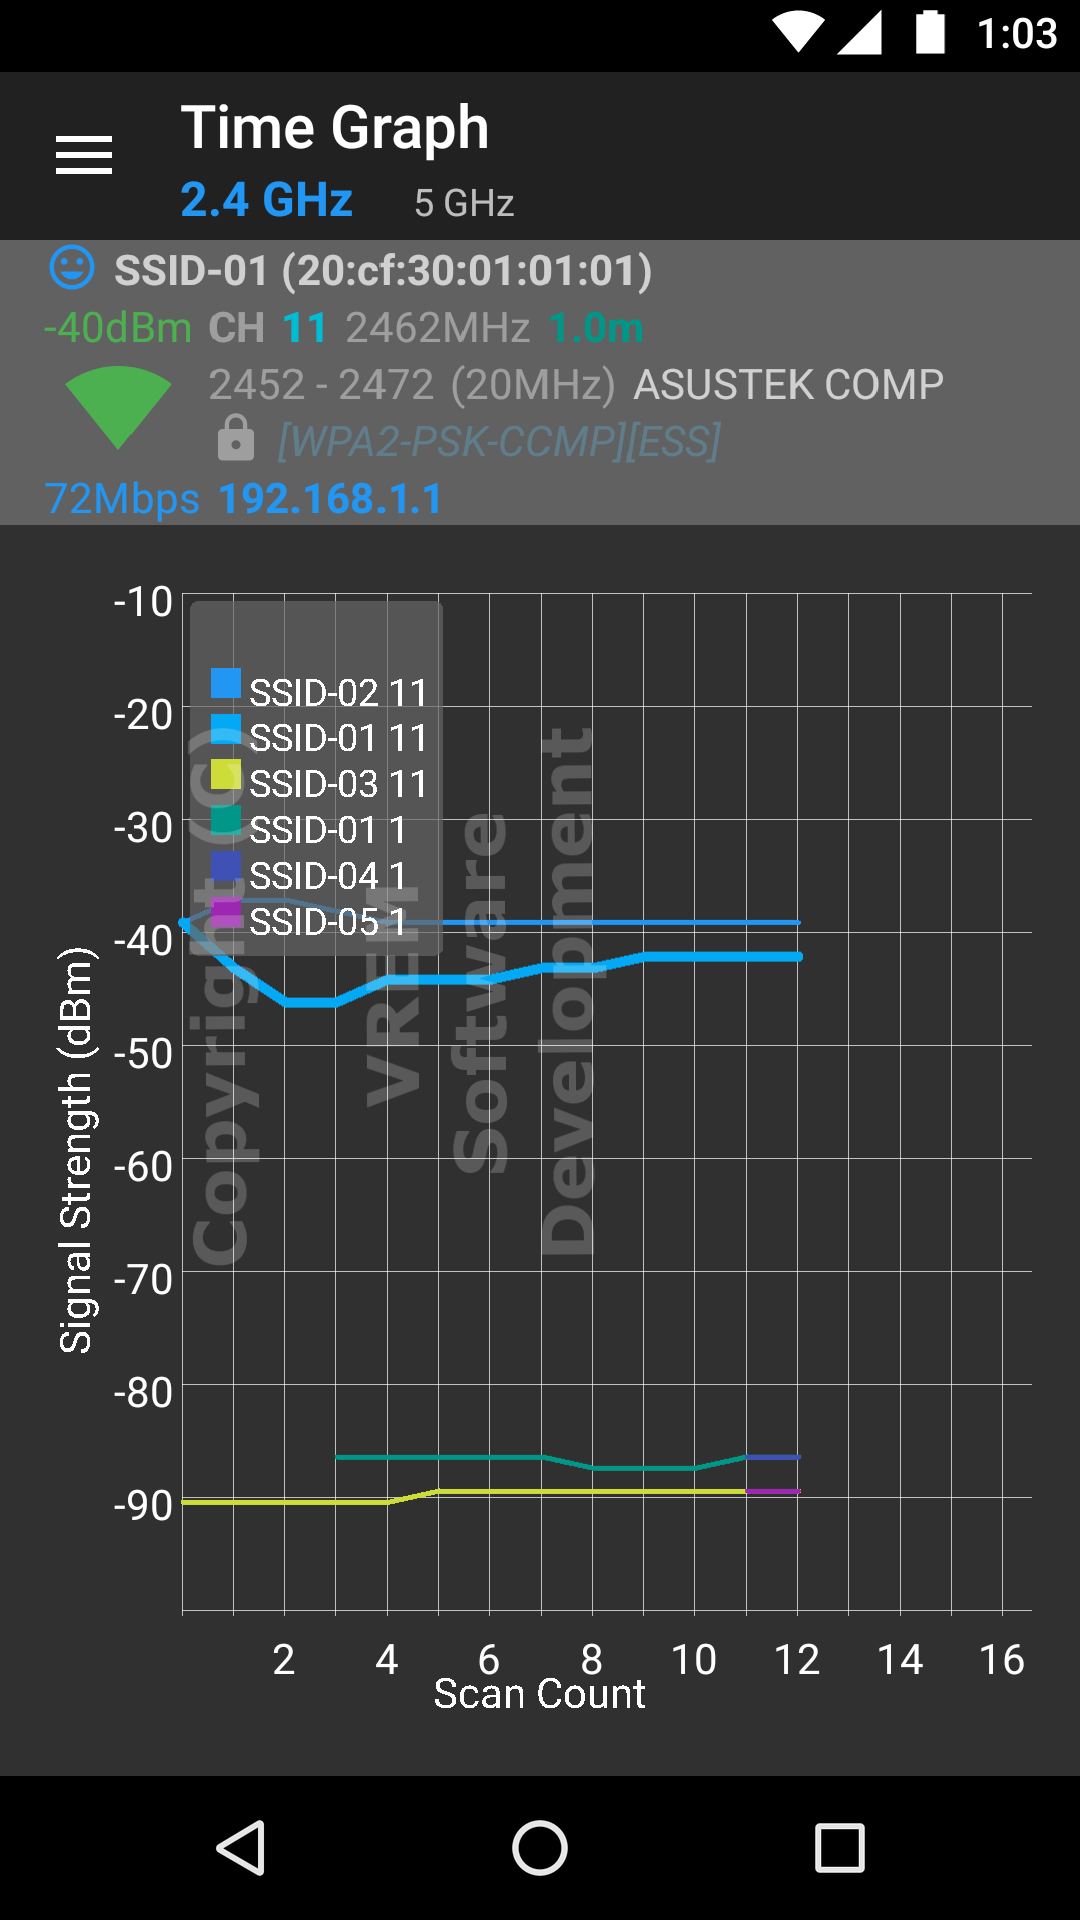 1:03
Time Graph
2.4 GHz 5 GHz
SSID-01 (20:cf:30:01:01:01)
-40dBm CH 11 2462MHz 1.0m
2452 - 2472 (20MHz) ASUSTEK COMP
[WPA2-PSK-CCMP][ESS]
72Mbps 192.168.1.1
-10
-20
-30
-40
-50
-60
-70
-80
-90
Signal Strength (dBm)
SSID-02 11
SSID-01 11
SSID-03 11
SSID-01 1
SSID-04 1
SSID-05 1
Copyright (C)
VREM
Software
Development
2 4 6 8 10 12 14 16
Scan Count